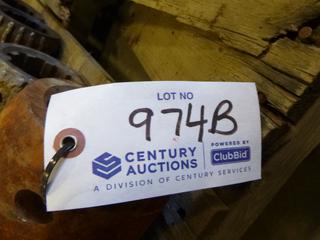 LOT NO
974B
CENTURY AUCTIONS
POWERED BY ClubBid
A DIVISION OF CENTURY SERVICES